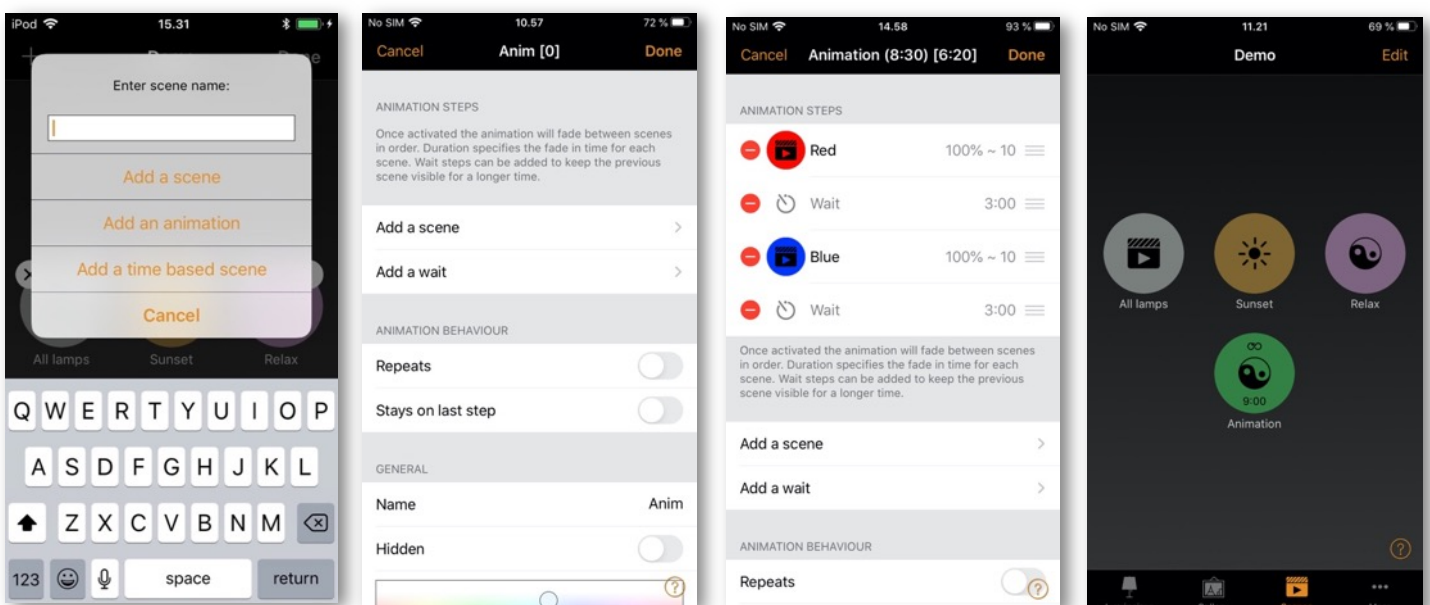 iPod
15.31
Done
Enter scene name:
Add a scene
Add an animation
Add a time based scene
Cancel
All lamps
Sunset
Relax
Q W E R T Y U I O P
A S D F G H J K L
Z X C V B N M
123
space
return
No SIM
10.57
72 %
Cancel
Anim [0]
Done
ANIMATION STEPS
Once activated the animation will fade between scenes
in order. Duration specifies the fade in time for each
scene. Wait steps can be added to keep the previous
scene visible for a longer time.
Add a scene
Add a wait
ANIMATION BEHAVIOUR
Repeats
Stays on last step
GENERAL
Name
Anim
Hidden
?
No SIM
14.58
93 %
Cancel
Animation (8:30) [6:20]
Done
ANIMATION STEPS
Red
100% ~ 10
Wait
3:00
Blue
100% ~ 10
Wait
3:00
Once activated the animation will fade between scenes
in order. Duration specifies the fade in time for each
scene. Wait steps can be added to keep the previous
scene visible for a longer time.
Add a scene
Add a wait
ANIMATION BEHAVIOUR
Repeats
?
No SIM
11.21
69 %
Demo
Edit
All lamps
Sunset
Relax
∞
9:00
Animation
?